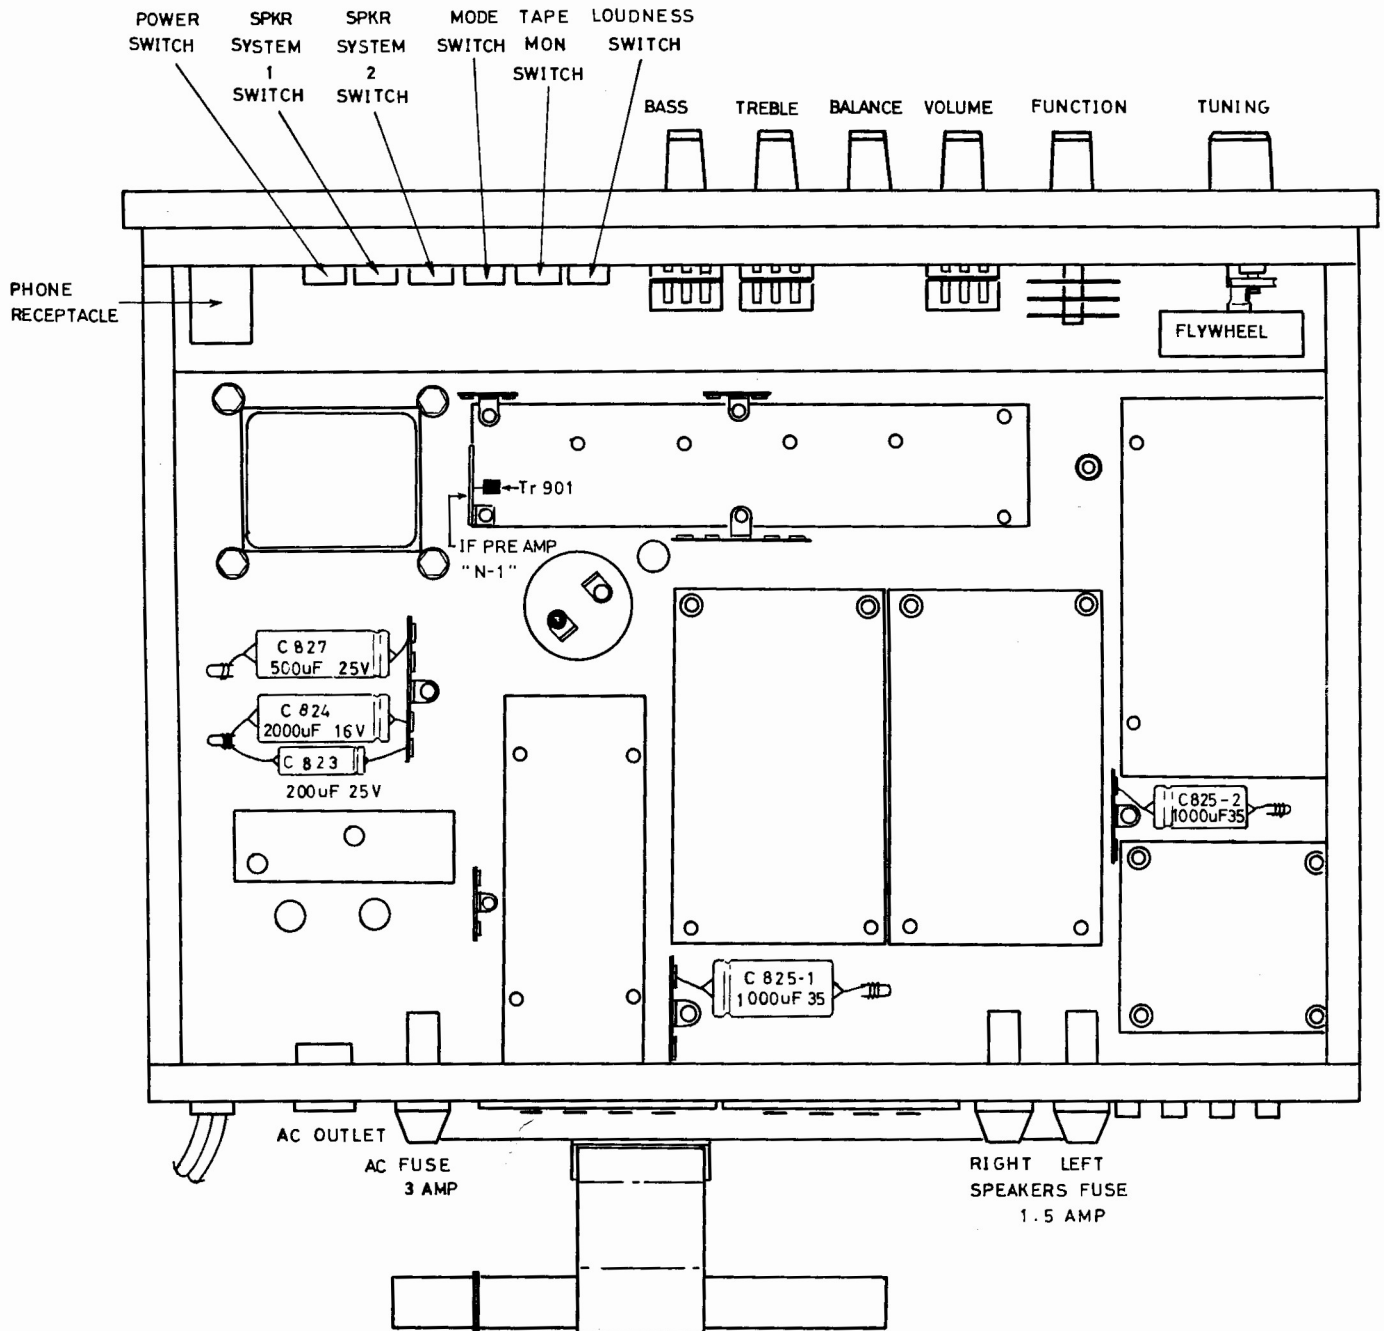 POWER
SWITCH
SPKR
SYSTEM
1
SWITCH
SPKR
SYSTEM
2
SWITCH
MODE
SWITCH
TAPE
MON
SWITCH
LOUDNESS
SWITCH
BASS
TREBLE
BALANCE
VOLUME
FUNCTION
TUNING
PHONE
RECEPTACLE
FLYWHEEL
Tr 901
IF PRE AMP
"N-1"
C 827
500uF 25V
C 824
2000uF 16V
C 823
200uF 25V
C825-2
1000uF35
C 825-1
1000uF 35
AC OUTLET
AC FUSE
3 AMP
RIGHT LEFT
SPEAKERS FUSE
1.5 AMP